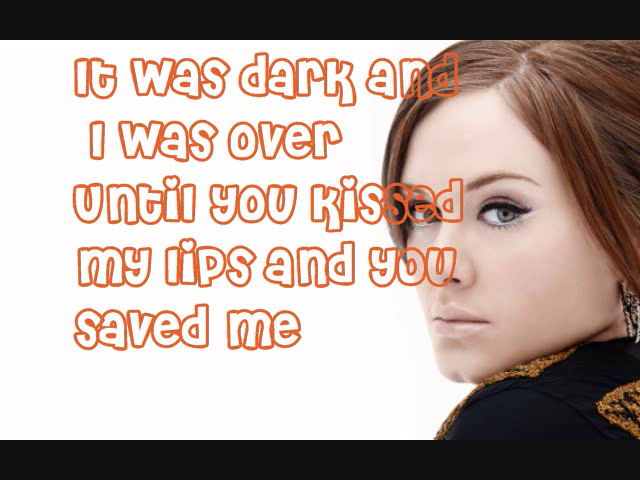 It was dark and
I was over
Until you kissed
my lips and you
saved me